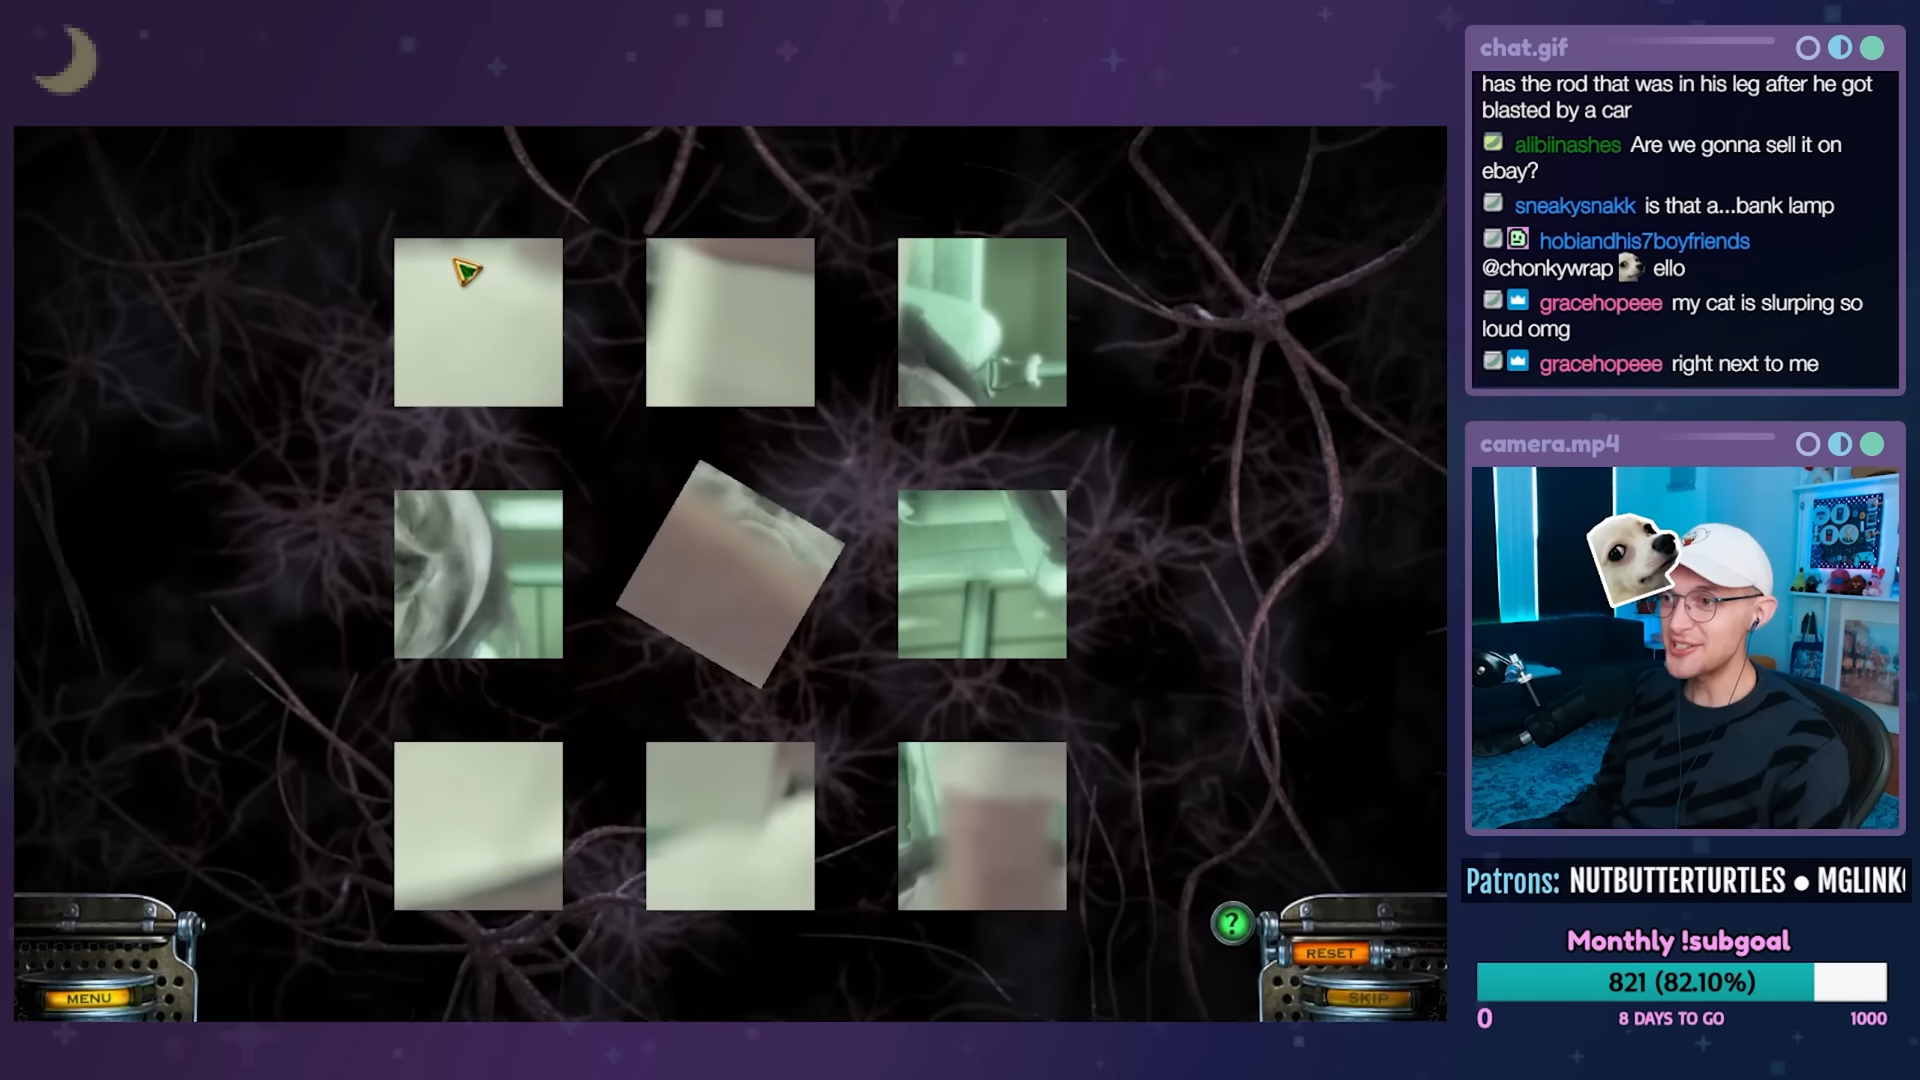 chat.gif
has the rod that was in his leg after he got
blasted by a car
aliblinashes Are we gonna sell it on
ebay?
sneakysnakk is that a...bank lamp
hobiandhis7boyfriends
@chonkywrap ello
gracehopeee my cat is slurping so
loud omg
gracehopeee right next to me
camera.mp4
Patrons: NUTBUTTERTURTLES ● MGLINK
Monthly !subgoal
821 (82.10%)
0 8 DAYS TO GO 1000
?
RESET
MENU
SKIP